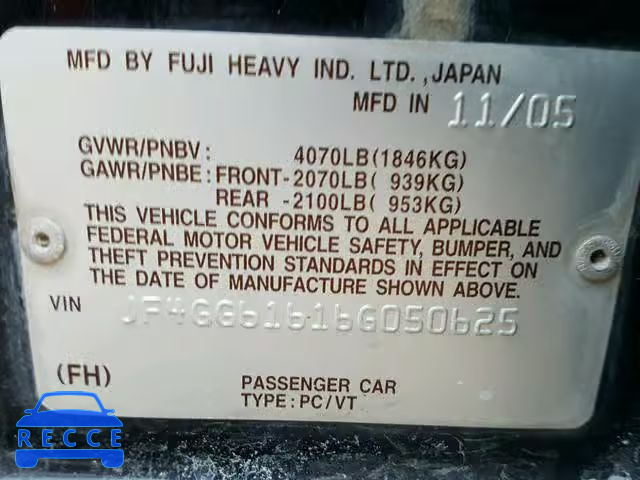 MFD BY FUJI HEAVY IND. LTD., JAPAN
MFD IN 11/05
GVWR/PNBV: 4070LB(1846KG)
GAWR/PNBE: FRONT-2070LB( 939KG)
REAR -2100LB( 953KG)
THIS VEHICLE CONFORMS TO ALL APPLICABLE
FEDERAL MOTOR VEHICLE SAFETY, BUMPER, AND
THEFT PREVENTION STANDARDS IN EFFECT ON
THE DATE OF MANUFACTURE SHOWN ABOVE.
VIN JF4GG61616G050625
(FH) PASSENGER CAR
TYPE: PC/VT
RECCE